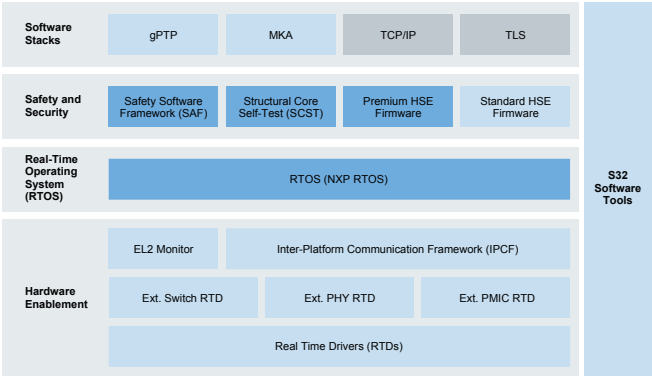 Software
Stacks
gPTP
MKA
TCP/IP
TLS
Safety and
Security
Safety Software
Framework (SAF)
Structural Core
Self-Test (SCST)
Premium HSE
Firmware
Standard HSE
Firmware
Real-Time
Operating
System
(RTOS)
RTOS (NXP RTOS)
Hardware
Enablement
EL2 Monitor
Inter-Platform Communication Framework (IPCF)
Ext. Switch RTD
Ext. PHY RTD
Ext. PMIC RTD
Real Time Drivers (RTDs)
S32
Software
Tools